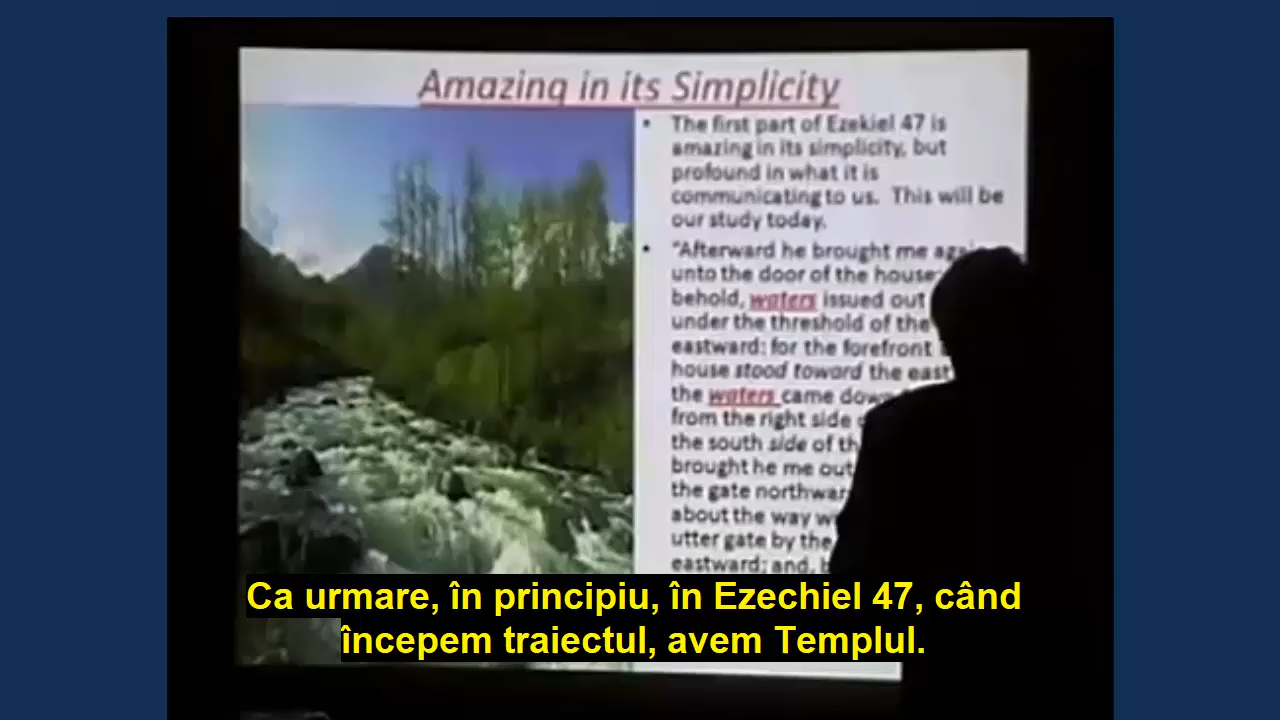 Amazing in its Simplicity
• The first part of Ezekiel 47 is
amazing in its simplicity, but
profound in what it is
communicating to us. This will be
our study today.
• "Afterward he brought me
unto the door of the house;
behold, waters issued out
under the threshold of the
eastward: for the forefront
house stood toward the east
the waters came
from the right side
the south side of
brought he me out
the gate
about the way
utter gate by the
eastward; and,
Ca urmare, în principiu, în Ezechiel 47, când
începem traiectul, avem Templul.